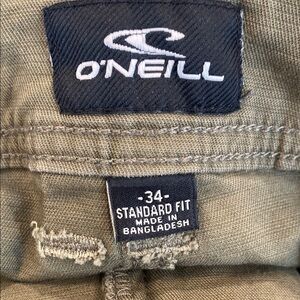 O'NEILL
-34-
STANDARD FIT
MADE IN
BANGLADESH